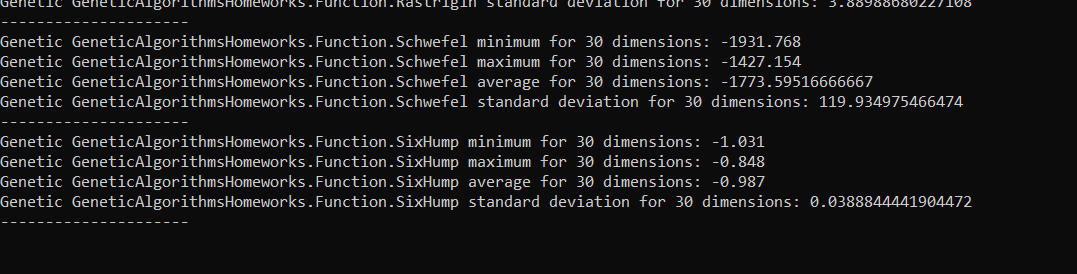 Genetic GeneticAlgorithmsHomeworks.Function.Rastrigin standard deviation for 30 dimensions: 3.88988680227108
---------------------
Genetic GeneticAlgorithmsHomeworks.Function.Schwefel minimum for 30 dimensions: -1931.768
Genetic GeneticAlgorithmsHomeworks.Function.Schwefel maximum for 30 dimensions: -1427.154
Genetic GeneticAlgorithmsHomeworks.Function.Schwefel average for 30 dimensions: -1773.59516666667
Genetic GeneticAlgorithmsHomeworks.Function.Schwefel standard deviation for 30 dimensions: 119.934975466474
---------------------
Genetic GeneticAlgorithmsHomeworks.Function.SixHump minimum for 30 dimensions: -1.031
Genetic GeneticAlgorithmsHomeworks.Function.SixHump maximum for 30 dimensions: -0.848
Genetic GeneticAlgorithmsHomeworks.Function.SixHump average for 30 dimensions: -0.987
Genetic GeneticAlgorithmsHomeworks.Function.SixHump standard deviation for 30 dimensions: 0.0388844441904472
---------------------